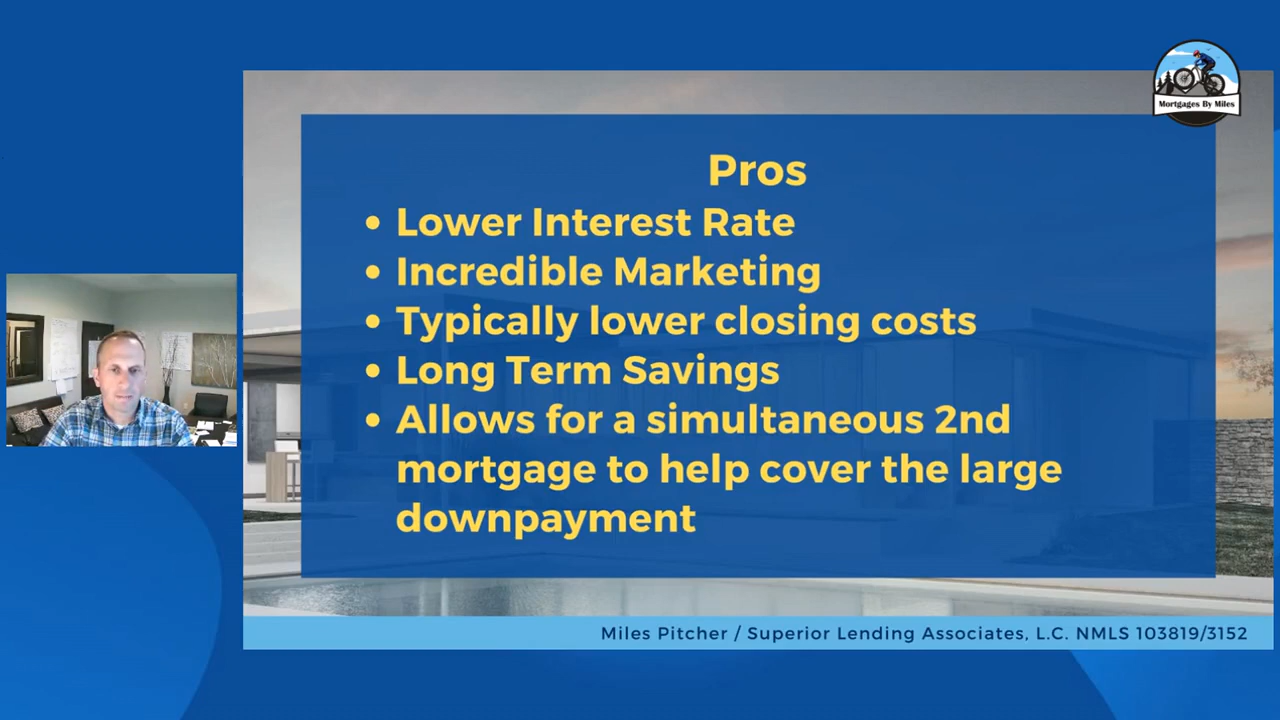 Mortgages By Miles
Pros
• Lower Interest Rate
• Incredible Marketing
• Typically lower closing costs
• Long Term Savings
• Allows for a simultaneous 2nd
mortgage to help cover the large
downpayment
Miles Pitcher / Superior Lending Associates, L.C. NMLS 103819/3152